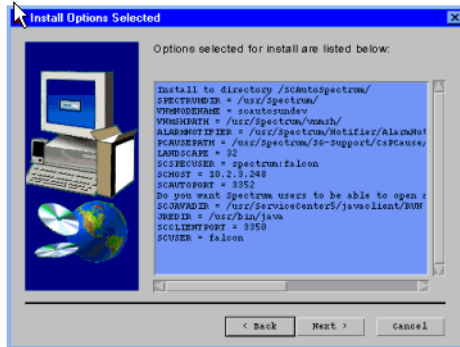 Install Options Selected
Options selected for install are listed below:
Install to directory /SCAutoSpectrum/
SPECTRUMDIR = /usr/Spectrum/
VNMNODENAME = scautosundev
VNMSHPATH = /usr/Spectrum/vnmsh/
ALARMNOTIFIER = /usr/Spectrum/Notifier/AlarmNot
PCAUSEPATH = /usr/Spectrum/SG-Support/CsPCause/
LANDSCAPE = 32
SCSPECUSER = spectrum:falcon
SCHOST = 10.2.3.248
SCAUTOPORT = 3352
Do you want Spectrum users to be able to open a
SCJAVADIR = /usr/ServiceCenter5/javaclient/RUN
JREDIR = /usr/bin/java
SCCLIENTPORT = 3350
SCUSER = falcon
< Back Next > Cancel